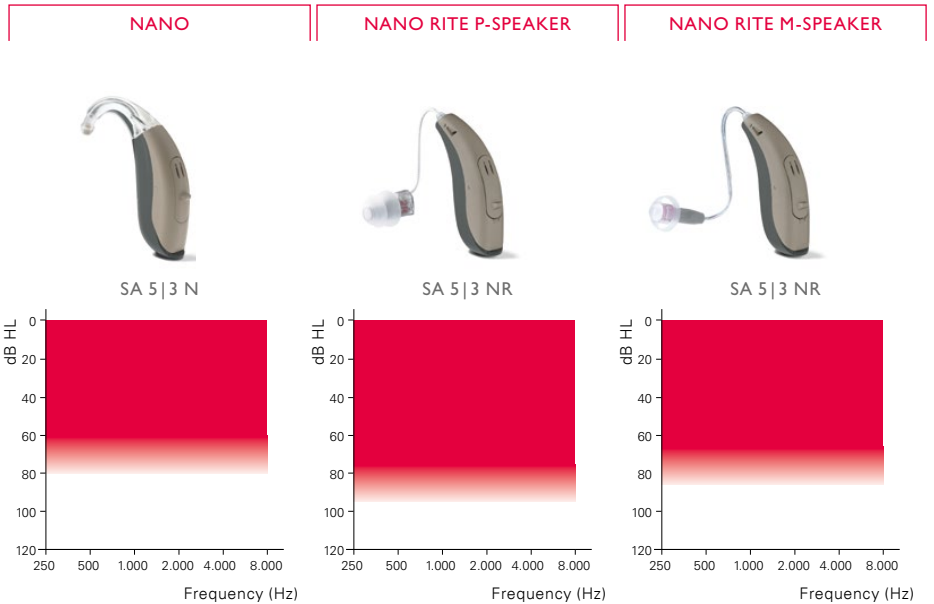 NANO
NANO RITE P-SPEAKER
NANO RITE M-SPEAKER
SA 5|3 N
SA 5|3 NR
SA 5|3 NR
dB HL
0
20
40
60
80
100
120
250 500 1.000 2.000 4.000 8.000
Frequency (Hz)
dB HL
0
20
40
60
80
100
120
250 500 1.000 2.000 4.000 8.000
Frequency (Hz)
dB HL
0
20
40
60
80
100
120
250 500 1.000 2.000 4.000 8.000
Frequency (Hz)